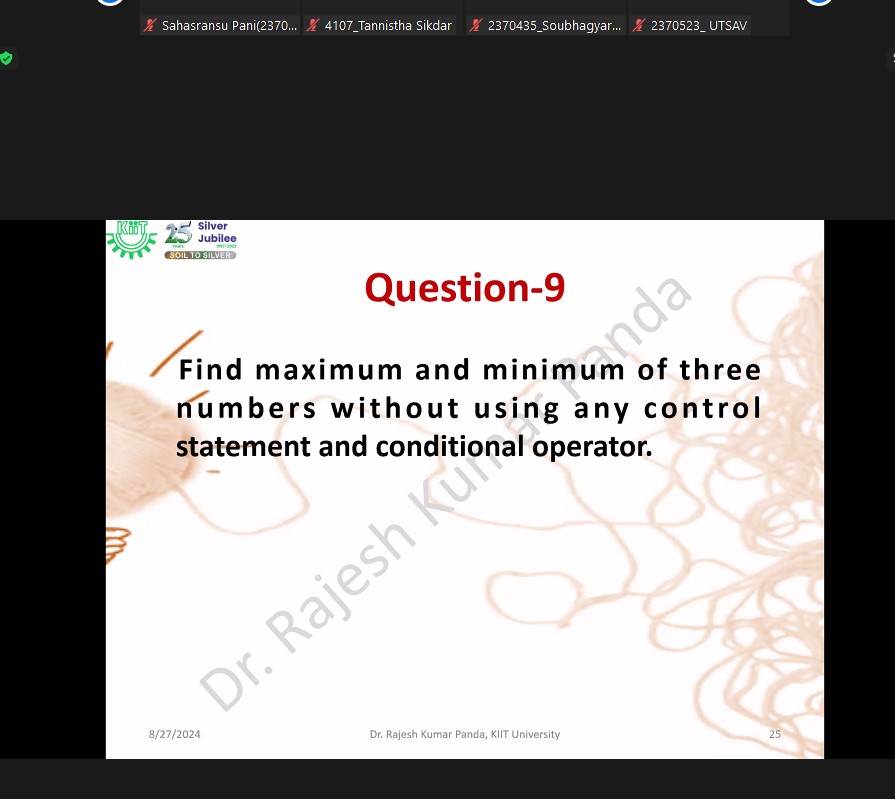 Sahasransu Pani(2370...
4107_Tannistha Sikdar
2370435_Soubhagyar...
2370523_ UTSAV
KiiT
25 Years
Silver
Jubilee
SOIL TO SILVER
Question-9
Find maximum and minimum of three
numbers without using any control
statement and conditional operator.
Dr. Rajesh Kumar Panda
8/27/2024
Dr. Rajesh Kumar Panda, KIIT University
25